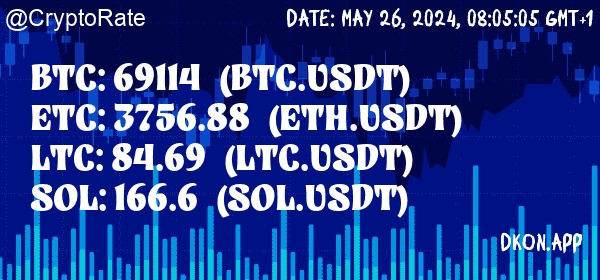 @CryptoRate
DATE: MAY 26, 2024, 08:05:05 GMT+1
BTC: 69114 (BTC.USDT)
ETC: 3756.88 (ETH.USDT)
LTC: 84.69 (LTC.USDT)
SOL: 166.6 (SOL.USDT)
DKON.APP